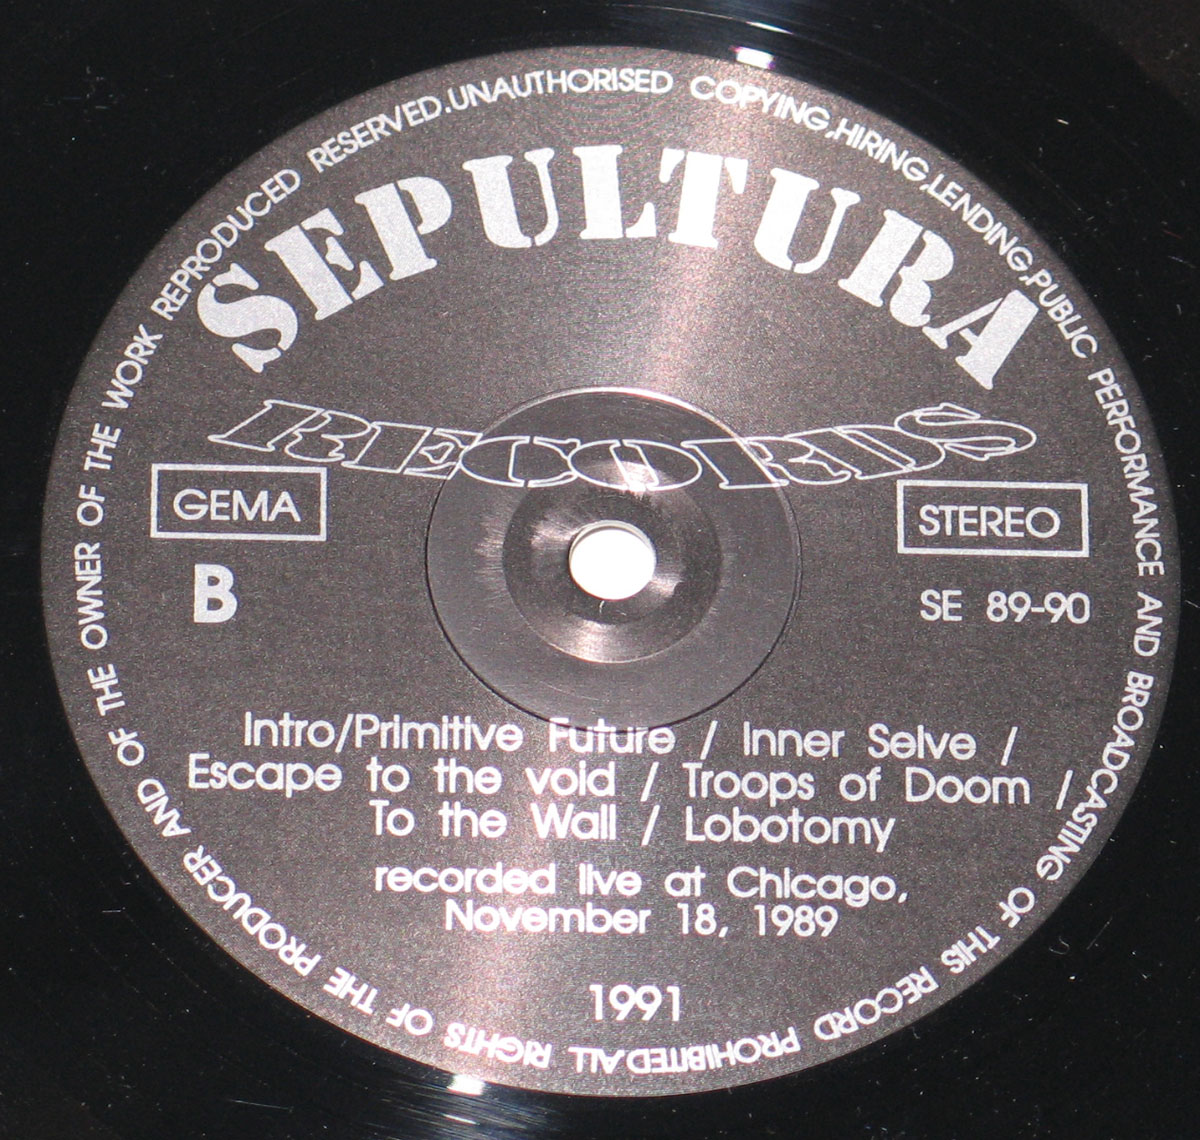 ALL RIGHTS OF THE PRODUCER AND OF THE OWNER OF THE WORK REPRODUCED RESERVED.UNAUTHORISED COPYING,HIRING,LENDING,PUBLIC PERFORMANCE AND BROADCASTING OF THIS RECORD PROHIBITED.
SEPULTURA
RECORDS
GEMA
STEREO
B
SE 89-90
Intro/Primitive Future / Inner Selve /
Escape to the void / Troops of Doom /
To the Wall / Lobotomy
recorded live at Chicago,
November 18, 1989
1991